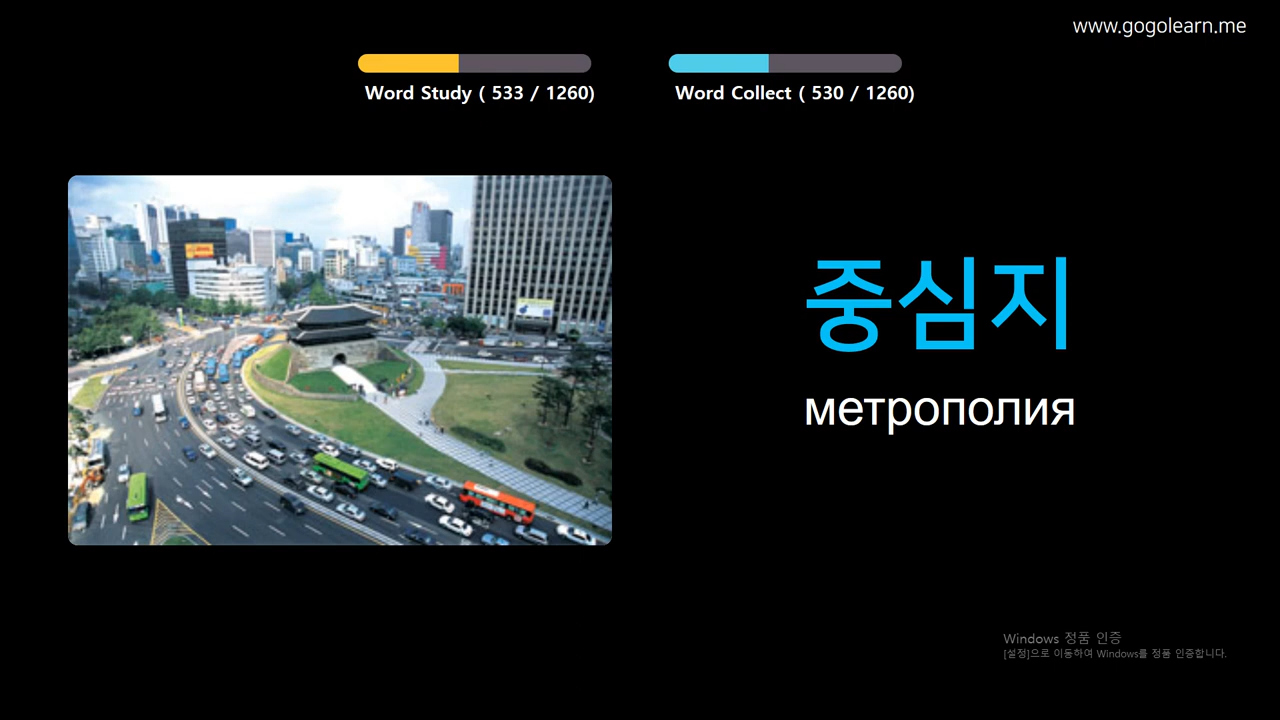 www.gogolearn.me
Word Study ( 533 / 1260)
Word Collect ( 530 / 1260)
중심지
метрополия
Windows 정품 인증
[설정]으로 이동하여 Windows를 정품 인증합니다.